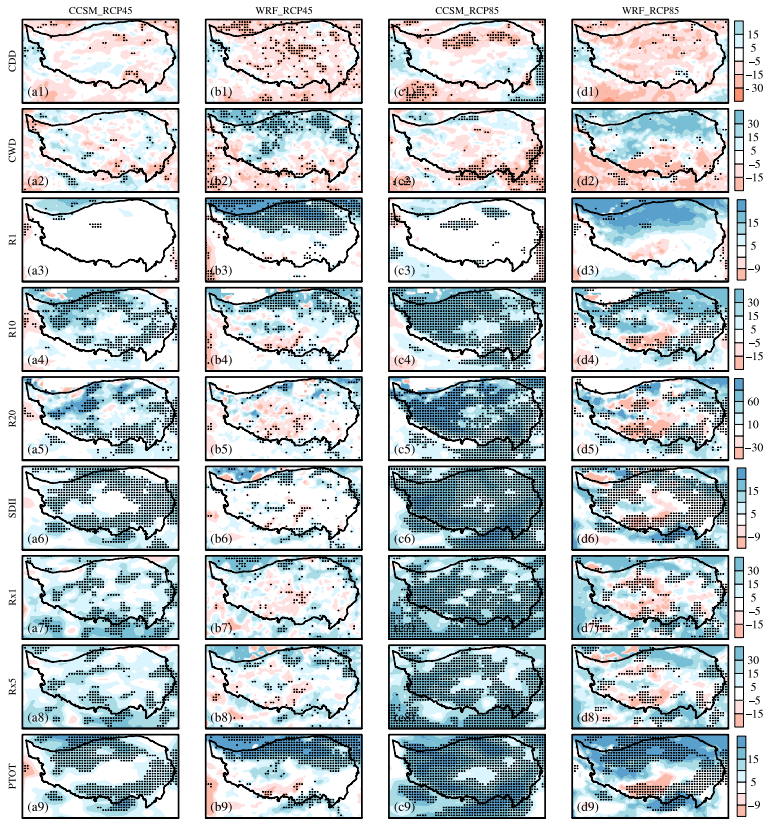 CCSM_RCP45 WRF_RCP45 CCSM_RCP85 WRF_RCP85
CDD (a1) (b1) (c1) (d1) 15 5 −5 −15 −30
CWD (a2) (b2) (c2) (d2) 30 15 5 −5 −15
R1 (a3) (b3) (c3) (d3) 15 5 −9
R10 (a4) (b4) (c4) (d4) 30 15 5 −5 −15
R20 (a5) (b5) (c5) (d5) 60 10 −10 −30
SDII (a6) (b6) (c6) (d6) 15 5 −9
Rx1 (a7) (b7) (d7) 30 15 5 −5 −15
Rx5 (a8) (b8) (d8) 30 15 5 −5 −15
PTOT (a9) (b9) (c9) (d9) 15 5 −9